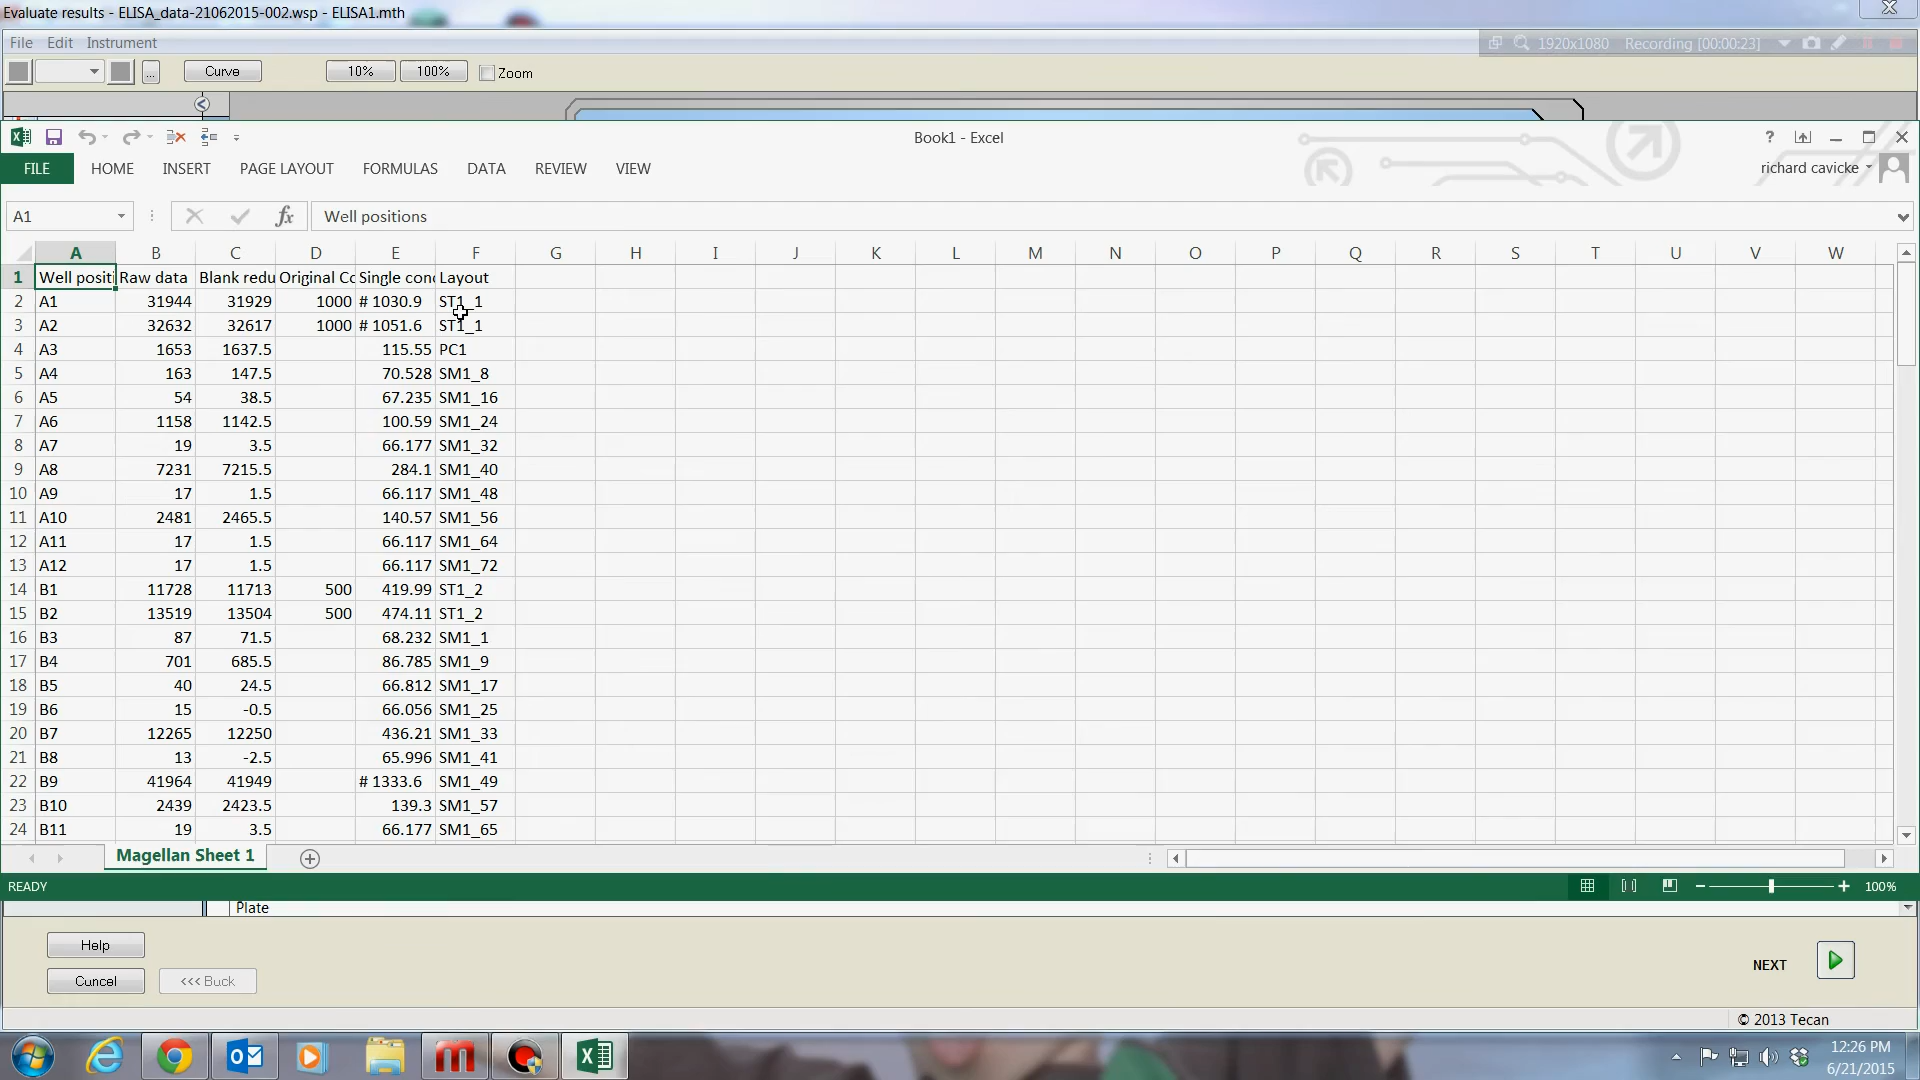 Evaluate results - ELISA_data-21062015-002.wsp - ELISA1.mth
File Edit Instrument
1920x1080 Recording [00:00:23]
... Curve 10% 100% Zoom
Book1 - Excel
FILE HOME INSERT PAGE LAYOUT FORMULAS DATA REVIEW VIEW richard cavicke
A1 fx Well positions
A B C D E F G H I J K L M N O P Q R S T U V W
1 Well positi Raw data Blank redu Original Co Single conc Layout
2 A1 31944 31929 1000 # 1030.9 ST1_1
3 A2 32632 32617 1000 # 1051.6 ST1_1
4 A3 1653 1637.5 115.55 PC1
5 A4 163 147.5 70.528 SM1_8
6 A5 54 38.5 67.235 SM1_16
7 A6 1158 1142.5 100.59 SM1_24
8 A7 19 3.5 66.177 SM1_32
9 A8 7231 7215.5 284.1 SM1_40
10 A9 17 1.5 66.117 SM1_48
11 A10 2481 2465.5 140.57 SM1_56
12 A11 17 1.5 66.117 SM1_64
13 A12 17 1.5 66.117 SM1_72
14 B1 11728 11713 500 419.99 ST1_2
15 B2 13519 13504 500 474.11 ST1_2
16 B3 87 71.5 68.232 SM1_1
17 B4 701 685.5 86.785 SM1_9
18 B5 40 24.5 66.812 SM1_17
19 B6 15 -0.5 66.056 SM1_25
20 B7 12265 12250 436.21 SM1_33
21 B8 13 -2.5 65.996 SM1_41
22 B9 41964 41949 # 1333.6 SM1_49
23 B10 2439 2423.5 139.3 SM1_57
24 B11 19 3.5 66.177 SM1_65
Magellan Sheet 1
READY 100%
Plate
Help
NEXT
Cuncel <<< Buck
© 2013 Tecan
12:26 PM
6/21/2015